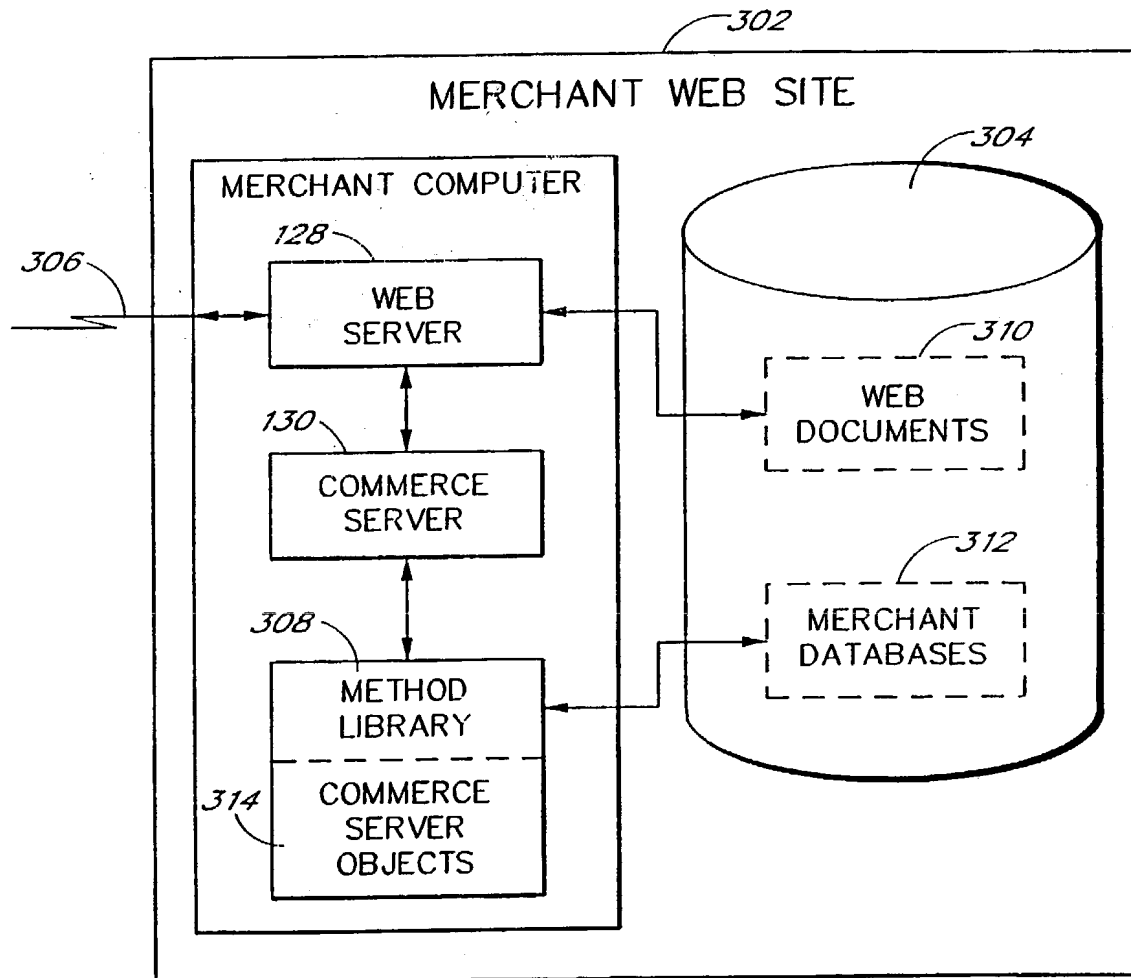 302
MERCHANT WEB SITE
304
MERCHANT COMPUTER
128
306
WEB
SERVER
310
WEB
DOCUMENTS
130
COMMERCE
SERVER
312
MERCHANT
DATABASES
308
METHOD
LIBRARY
314
COMMERCE
SERVER
OBJECTS